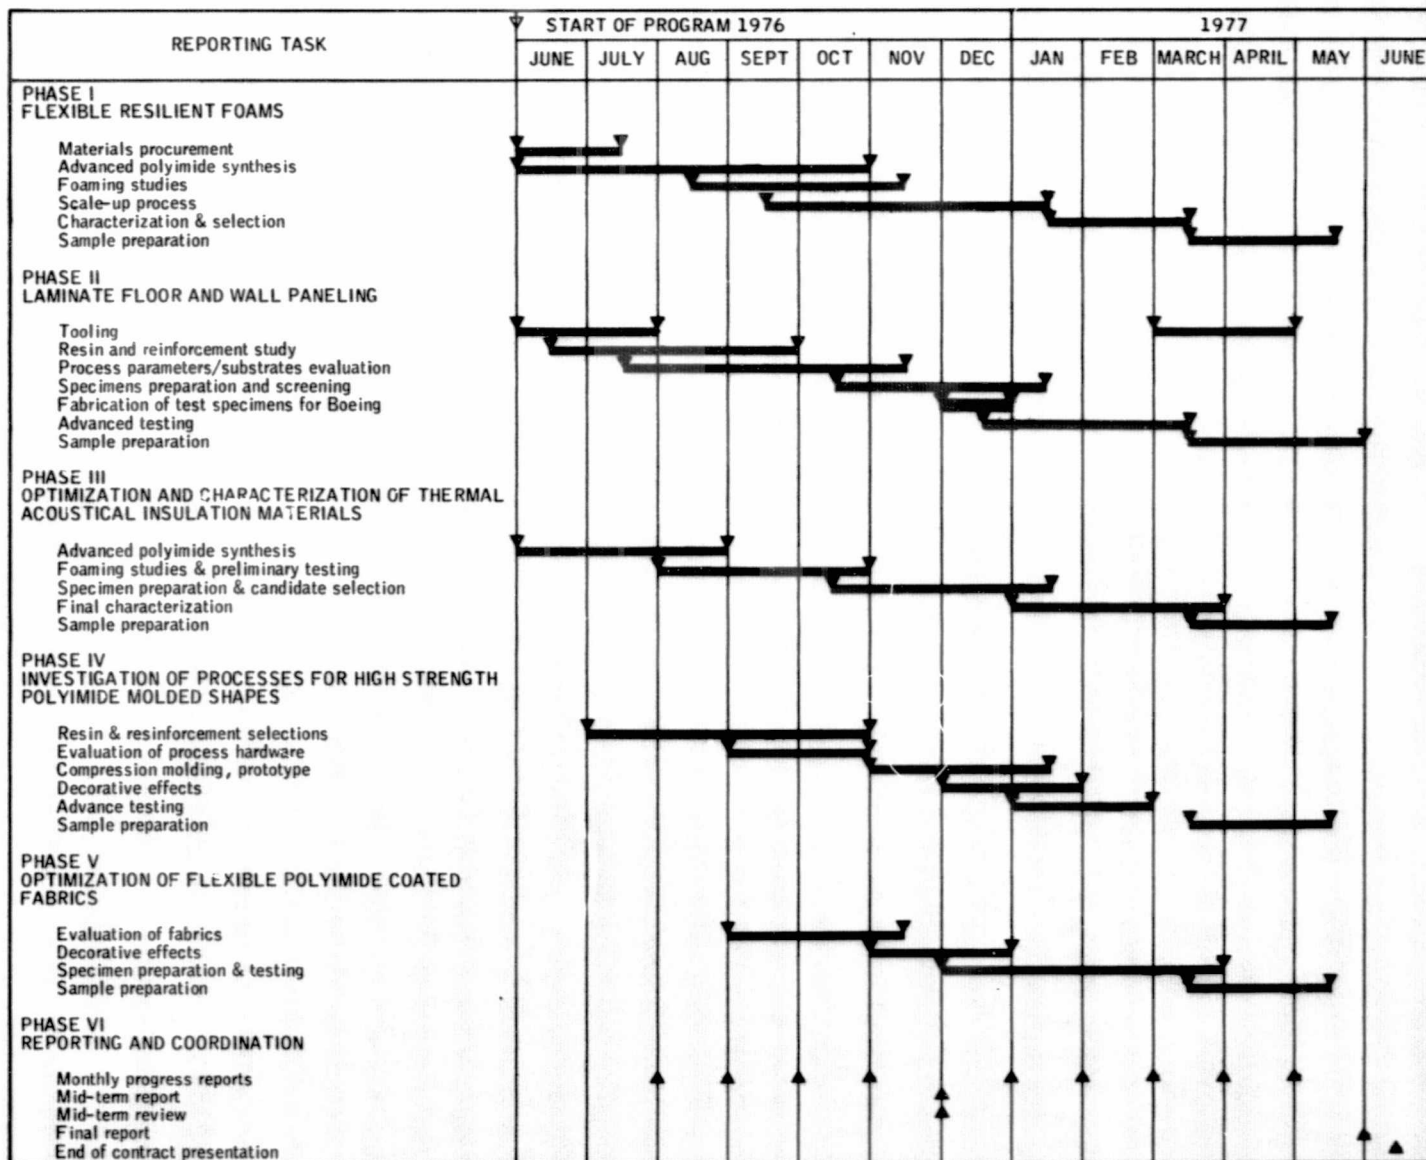 REPORTING TASK
START OF PROGRAM 1976
1977
JUNE JULY AUG SEPT OCT NOV DEC JAN FEB MARCH APRIL MAY JUNE
PHASE I
FLEXIBLE RESILIENT FOAMS
Materials procurement
Advanced polyimide synthesis
Foaming studies
Scale-up process
Characterization & selection
Sample preparation
PHASE II
LAMINATE FLOOR AND WALL PANELING
Tooling
Resin and reinforcement study
Process parameters/substrates evaluation
Specimens preparation and screening
Fabrication of test specimens for Boeing
Advanced testing
Sample preparation
PHASE III
OPTIMIZATION AND CHARACTERIZATION OF THERMAL
ACOUSTICAL INSULATION MATERIALS
Advanced polyimide synthesis
Foaming studies & preliminary testing
Specimen preparation & candidate selection
Final characterization
Sample preparation
PHASE IV
INVESTIGATION OF PROCESSES FOR HIGH STRENGTH
POLYIMIDE MOLDED SHAPES
Resin & resinforcement selections
Evaluation of process hardware
Compression molding, prototype
Decorative effects
Advance testing
Sample preparation
PHASE V
OPTIMIZATION OF FLEXIBLE POLYIMIDE COATED
FABRICS
Evaluation of fabrics
Decorative effects
Specimen preparation & testing
Sample preparation
PHASE VI
REPORTING AND COORDINATION
Monthly progress reports
Mid-term report
Mid-term review
Final report
End of contract presentation